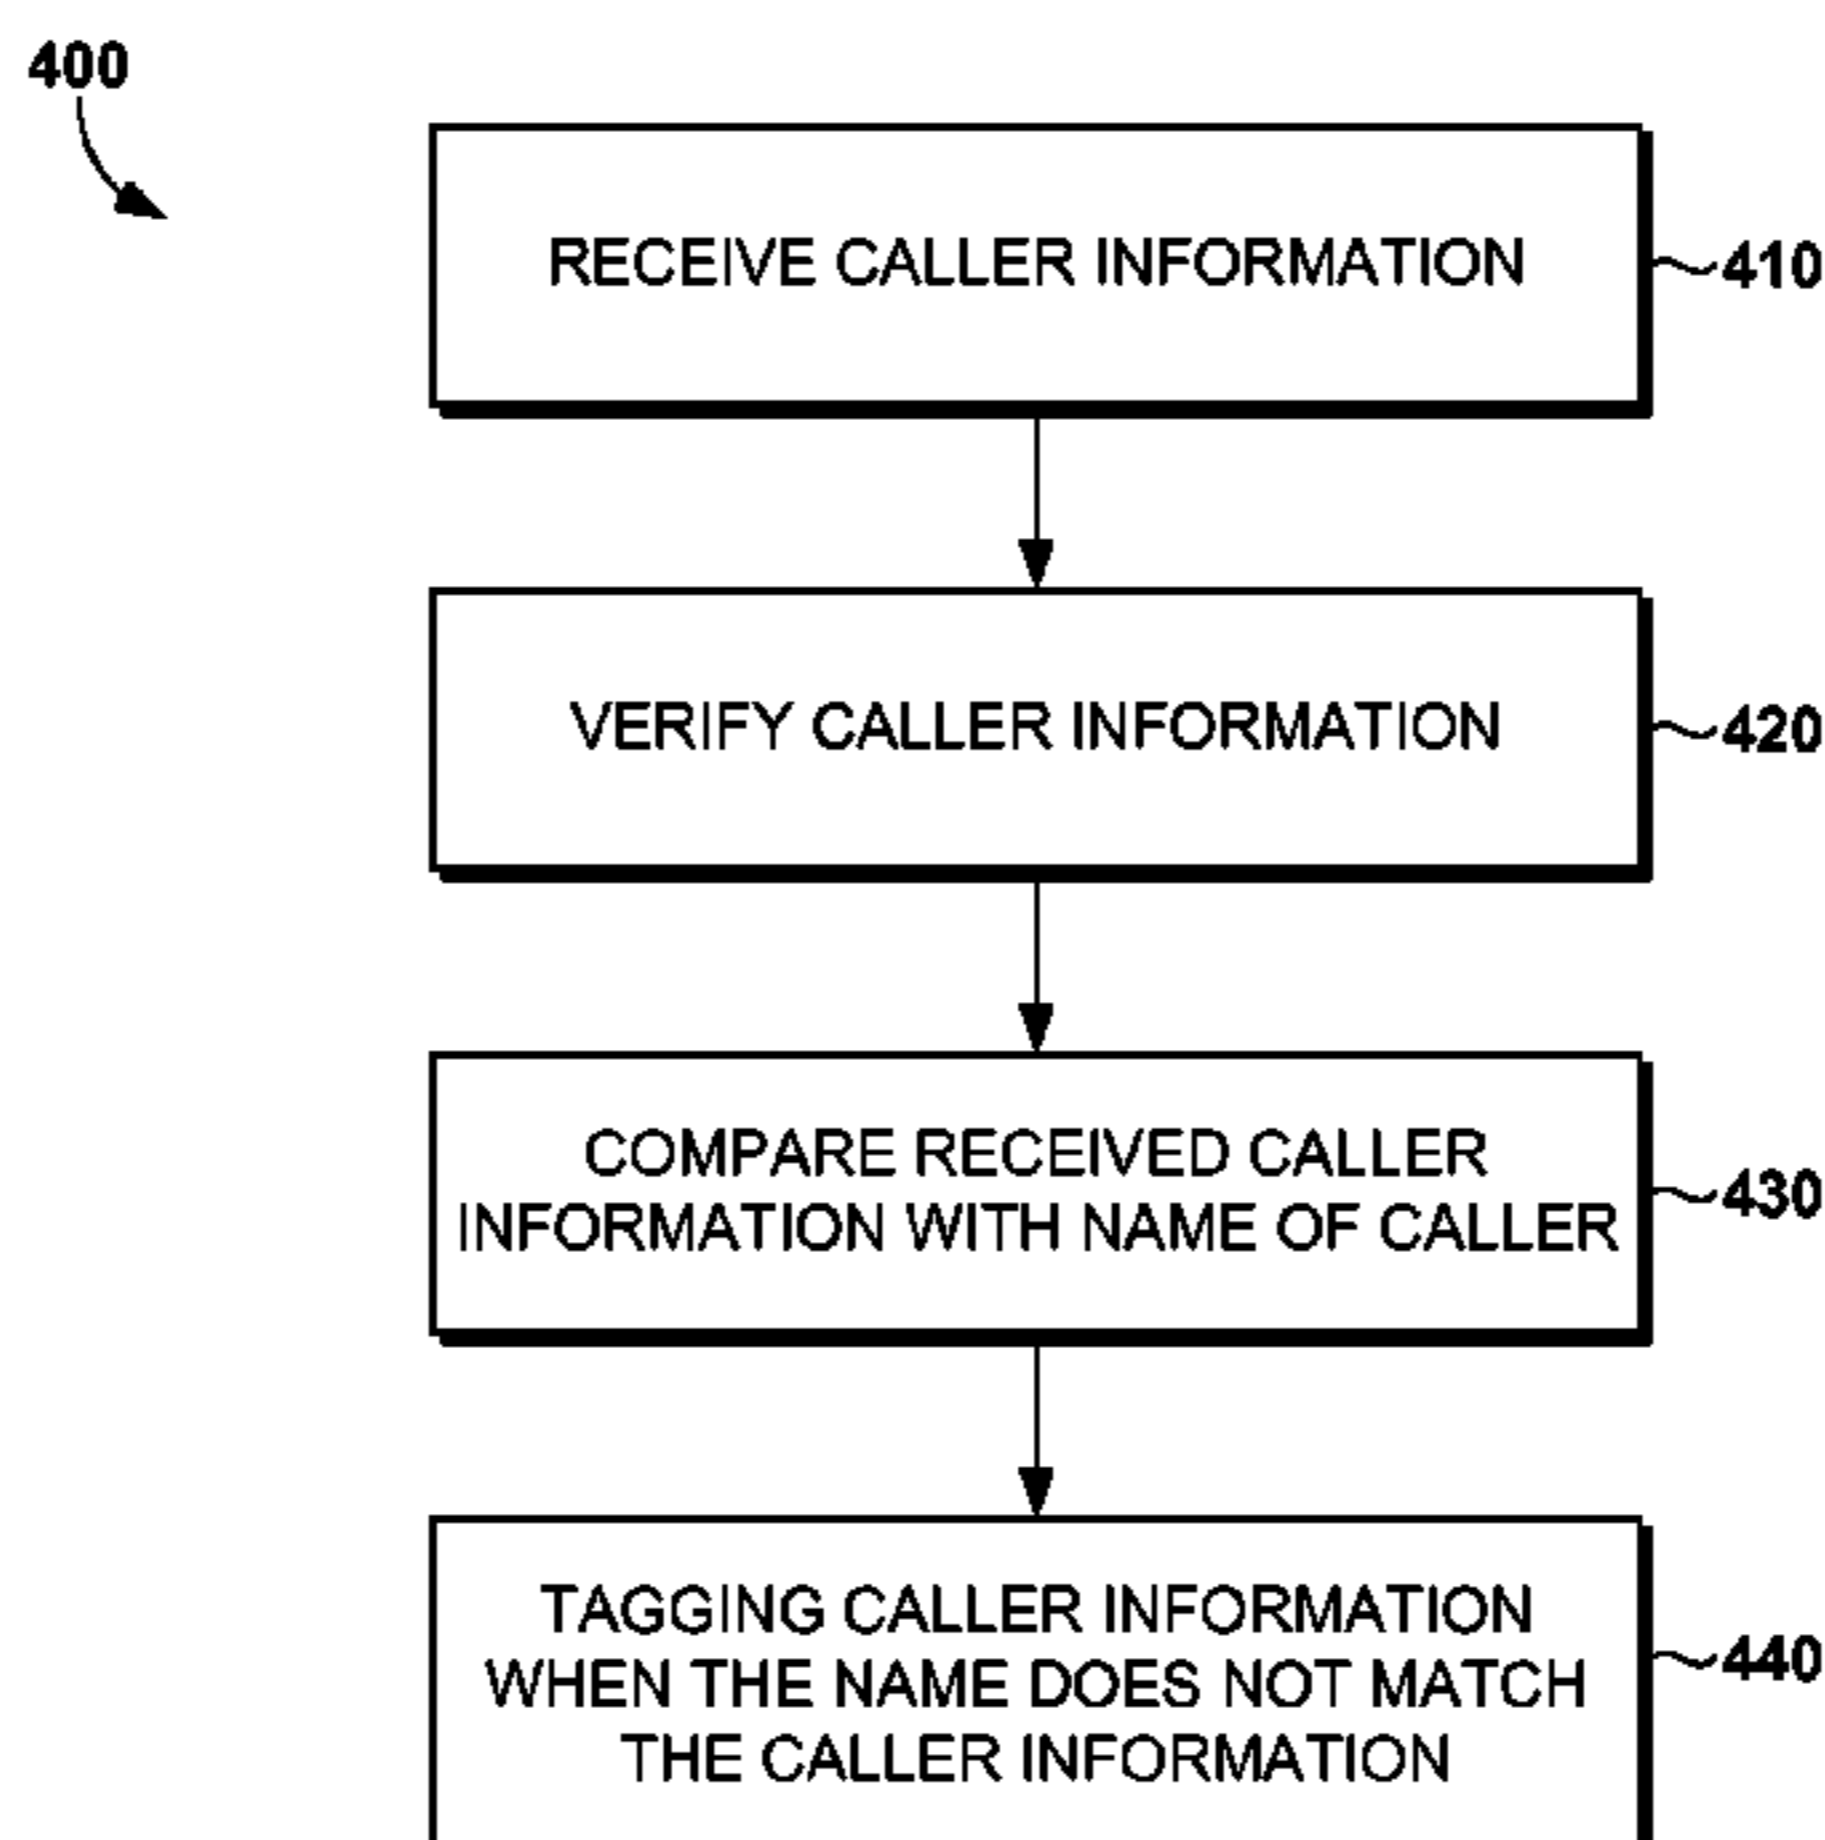 400
RECEIVE CALLER INFORMATION
410
VERIFY CALLER INFORMATION
420
COMPARE RECEIVED CALLER
INFORMATION WITH NAME OF CALLER
430
TAGGING CALLER INFORMATION
WHEN THE NAME DOES NOT MATCH
THE CALLER INFORMATION
440